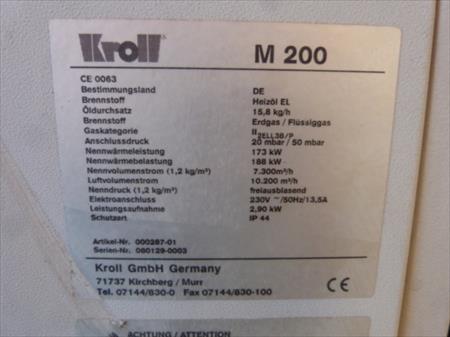 Kroll M 200
CE 0063
Bestimmungsland DE
Brennstoff Heizöl EL
Öldurchsatz 15,8 kg/h
Brennstoff Erdgas / Flüssiggas
Gaskategorie II2ELL3B/P
Anschlussdruck 20 mbar / 50 mbar
Nennwärmeleistung 173 kW
Nennwärmebelastung 188 kW
Nennvolumenstrom (1,2 kg/m³) 7.300m³/h
Luftvolumenstrom 10.200 m³/h
Nenndruck (1,2 kg/m³) freiausblasend
Elektroanschluss 230V ~/50Hz/13,5A
Leistungsaufnahme 2,90 kW
Schutzart IP 44
Artikel-Nr. 000287-01
Serien-Nr. 080129-0003
Kroll GmbH Germany
71737 Kirchberg / Murr
Tel. 07144/830-0 Fax 07144/830-100
CE
ACHTUNG / ATTENTION